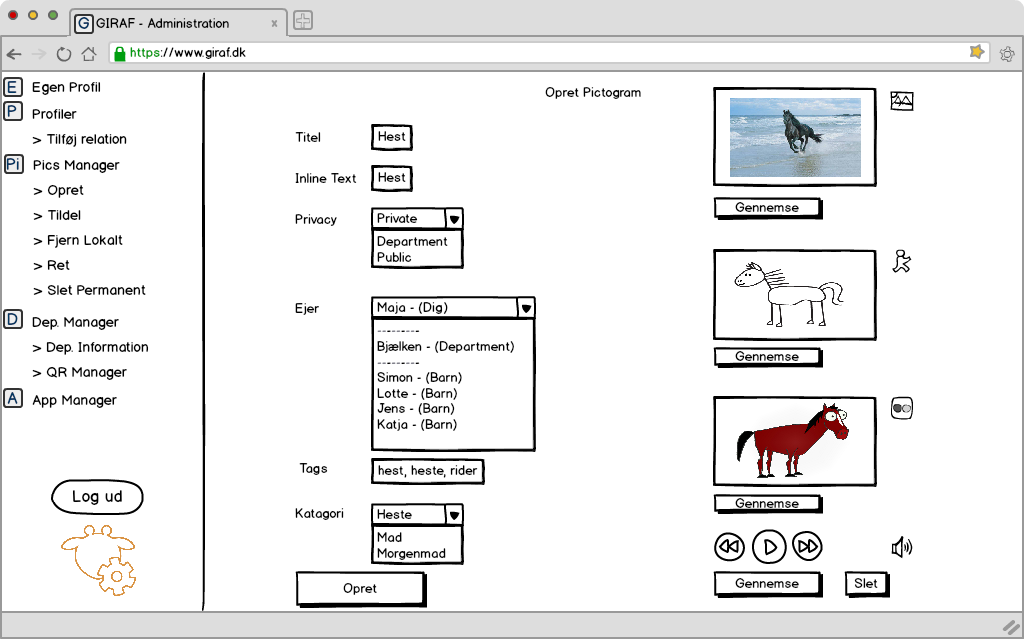 G GIRAF - Administration x
https://www.giraf.dk
E Egen Profil
P Profiler
> Tilføj relation
Pi Pics Manager
> Opret
> Tildel
> Fjern Lokalt
> Ret
> Slet Permanent
D Dep. Manager
> Dep. Information
> QR Manager
A App Manager
Log ud
Opret Pictogram
Titel Hest
Inline Text Hest
Privacy Private
Department
Public
Ejer Maja - (Dig)
---------
Bjælken - (Department)
---------
Simon - (Barn)
Lotte - (Barn)
Jens - (Barn)
Katja - (Barn)
Tags hest, heste, rider
Katagori Heste
Mad
Morgenmad
Opret
Gennemse
Gennemse
Gennemse
Gennemse Slet